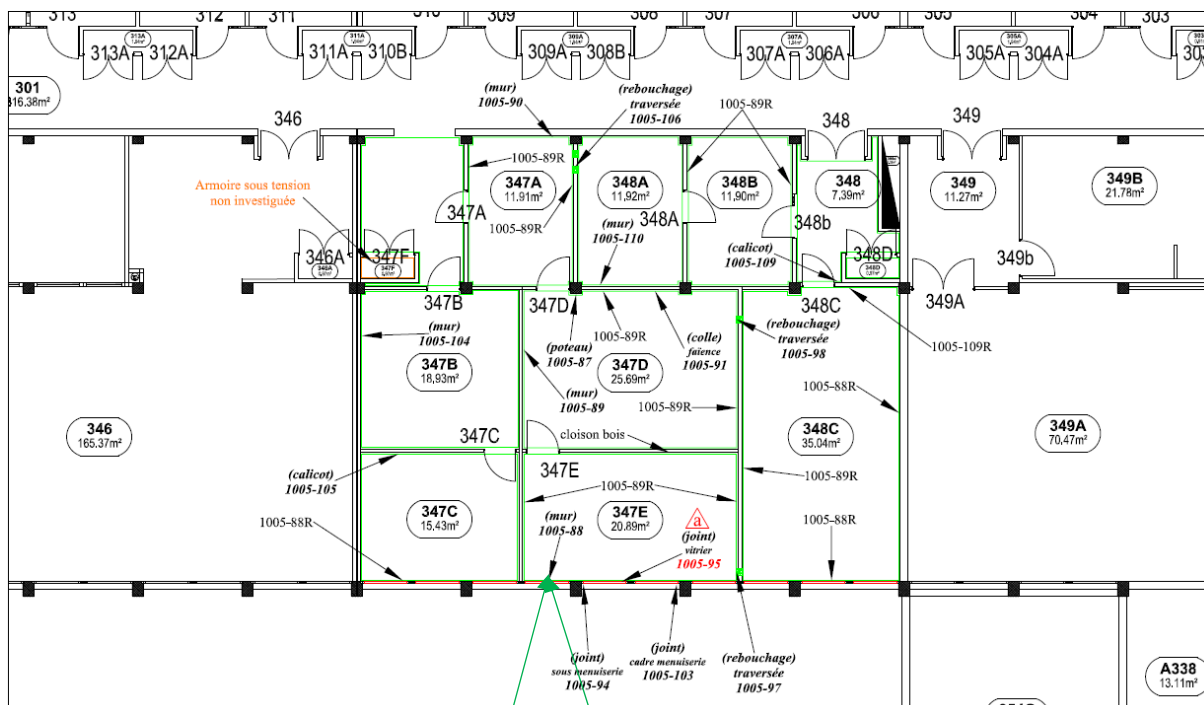 313
312
311
310
309
308
307
306
305
304
303
313A
312A
311A
310B
309A
308B
307A
306A
305A
304A
313A
311A
309A
307A
305A
301
316.38m²
(mur)
1005-90
(rebouchage)
traversée
1005-106
1005-89R
346
348
349
1005-89R
347A
11.91m²
348A
11,92m²
348B
11,90m²
348
7,39m²
349
11.27m²
349B
21.78m²
Armoire sous tension
non investiguée
347A
1005-89R
348A
(mur)
1005-110
348b
(calicot)
1005-109
346A
347F
348D
349b
347F
348D
347B
347D
348C
349A
(mur)
1005-104
(poteau)
1005-87
1005-89R
(colle)
faïence
1005-91
(rebouchage)
traversée
1005-98
1005-109R
347B
18,93m²
347D
25.69m²
(mur)
1005-89
1005-89R
1005-88R
346
165.37m²
347C
cloison bois
348C
35.04m²
349A
70,47m²
(calicot)
1005-105
347E
1005-89R
1005-89R
347C
15,43m²
(mur)
1005-88
347E
20.89m²
a
(joint)
vitrier
1005-95
1005-88R
1005-88R
(joint)
sous menuiserie
1005-94
(joint)
cadre menuiserie
1005-103
(rebouchage)
traversée
1005-97
A338
13.11m²